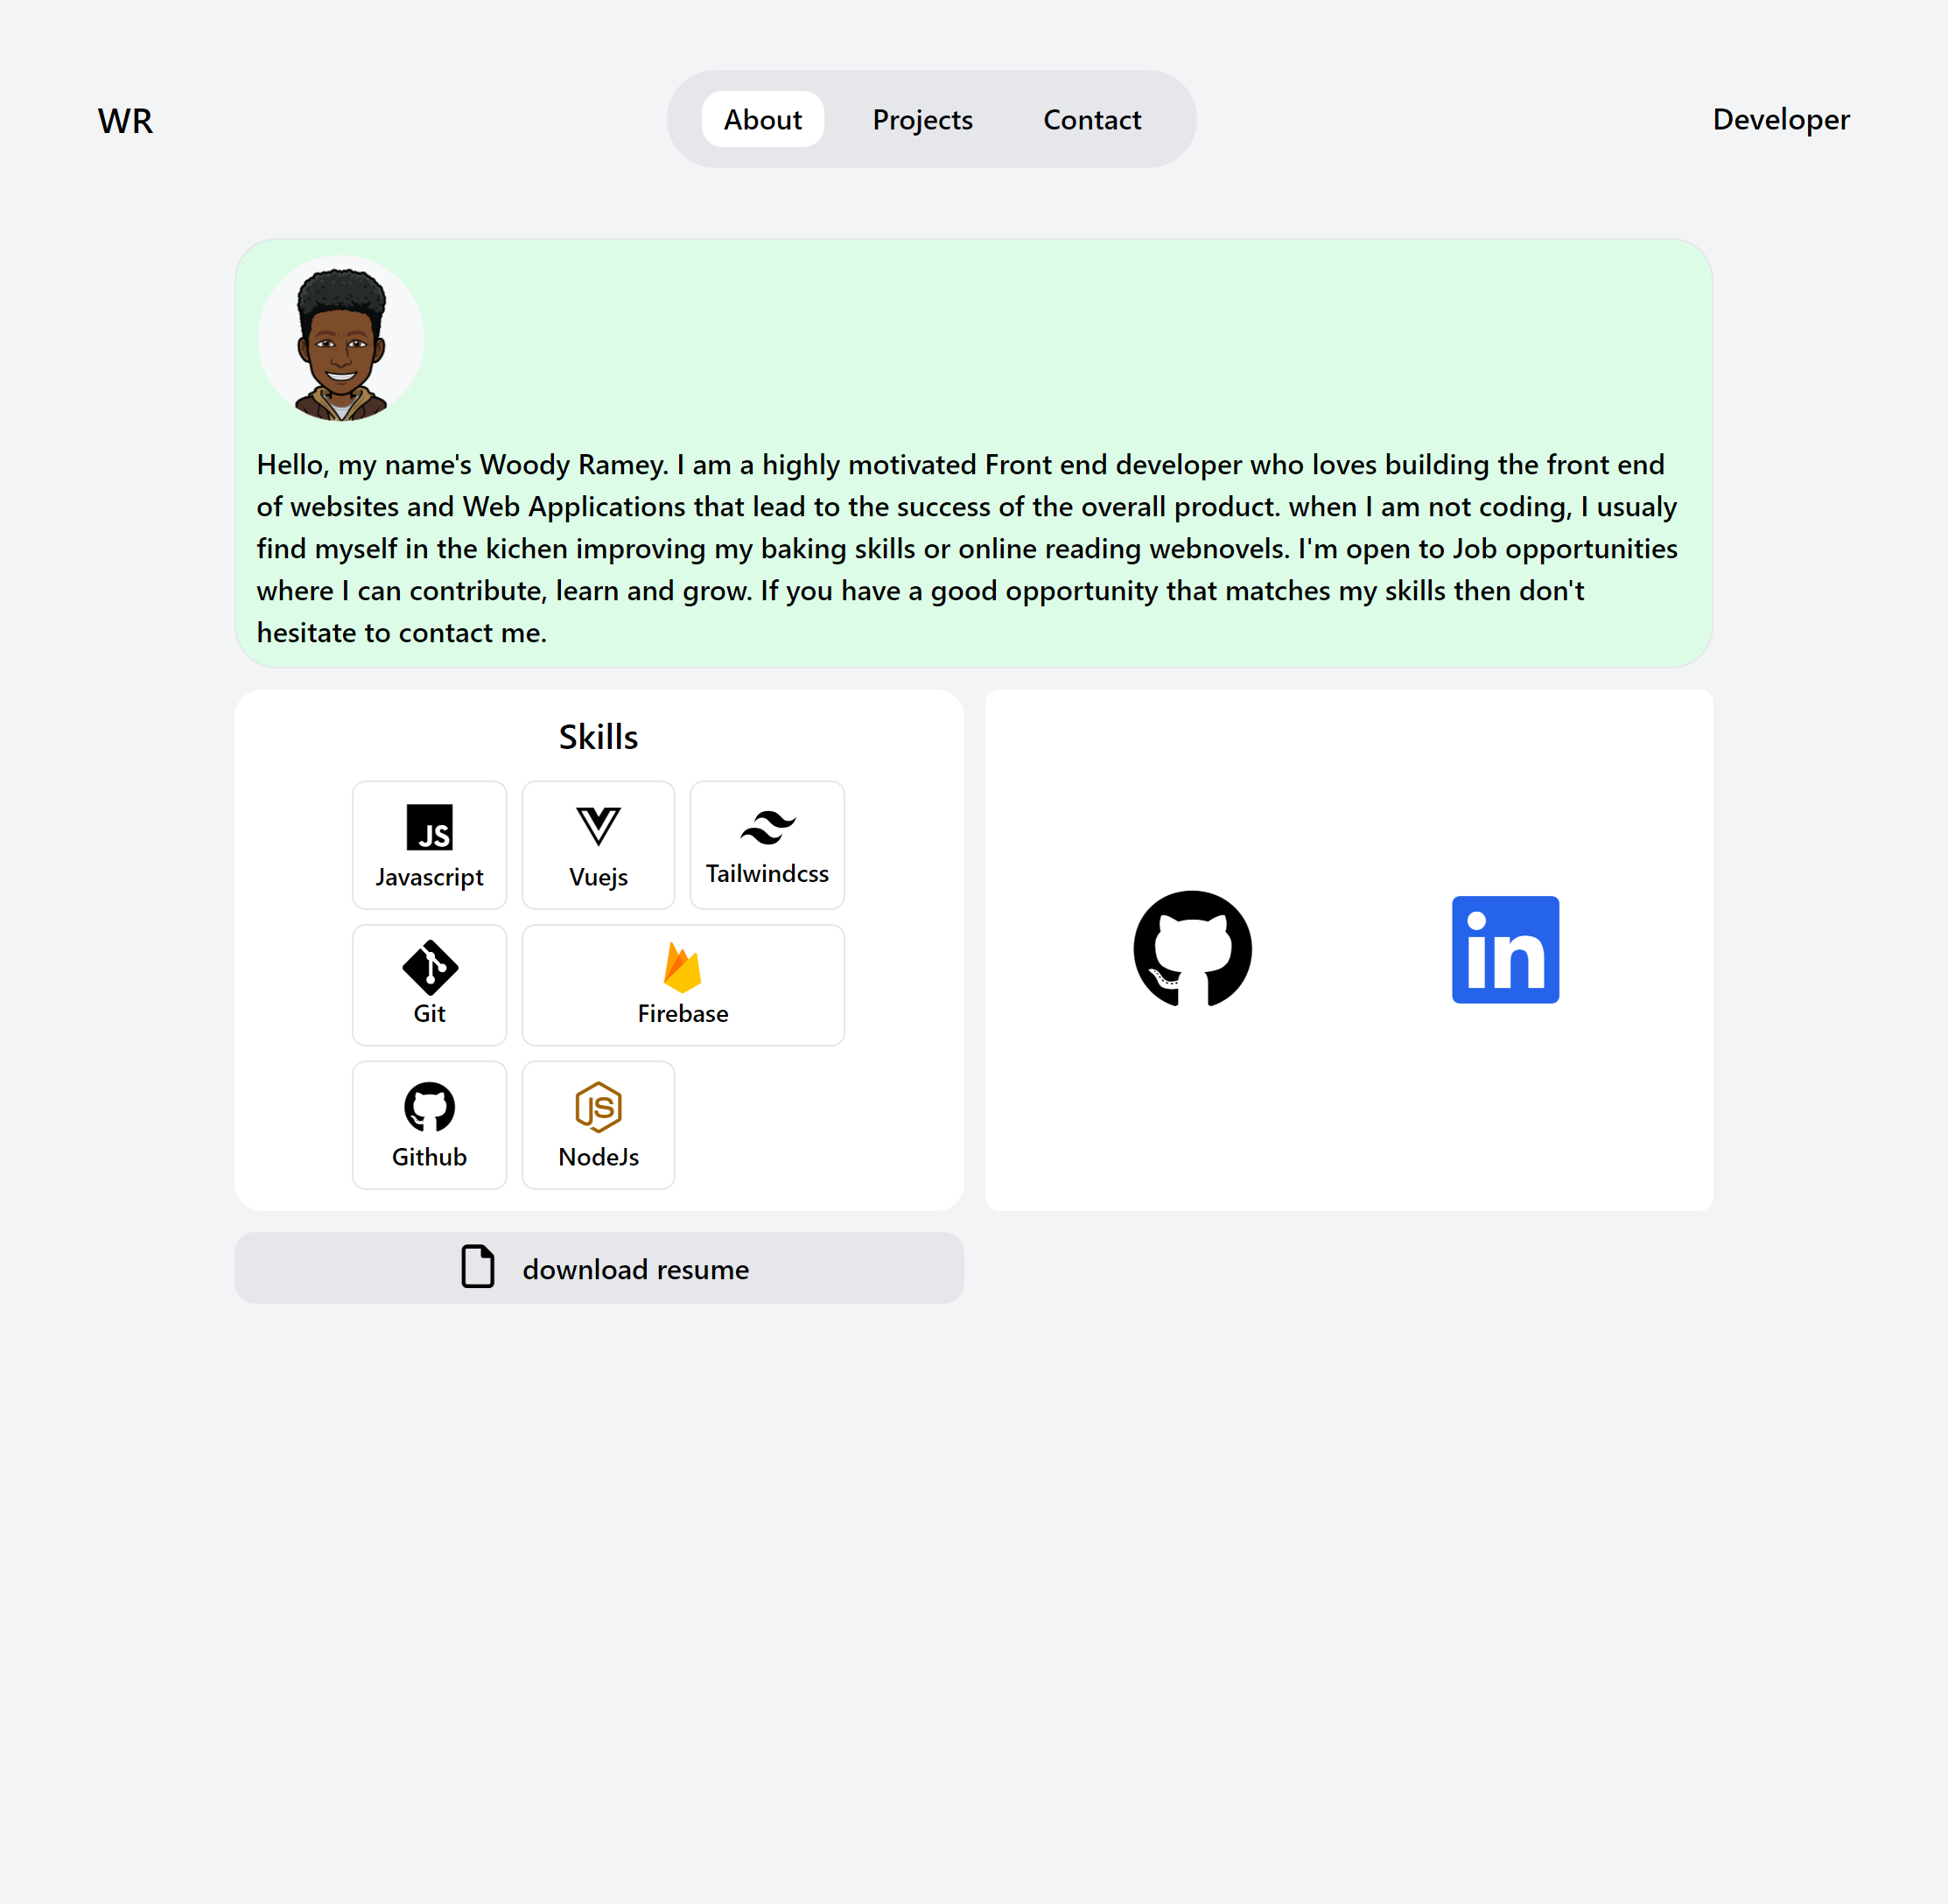 WR
About
Projects
Contact
Developer
Hello, my name's Woody Ramey. I am a highly motivated Front end developer who loves building the front end
of websites and Web Applications that lead to the success of the overall product. when I am not coding, I usualy
find myself in the kichen improving my baking skills or online reading webnovels. I'm open to Job opportunities
where I can contribute, learn and grow. If you have a good opportunity that matches my skills then don't
hesitate to contact me.
Skills
JS
Javascript
Vuejs
Tailwindcss
Git
Firebase
JS
Github
NodeJs
in
download resume